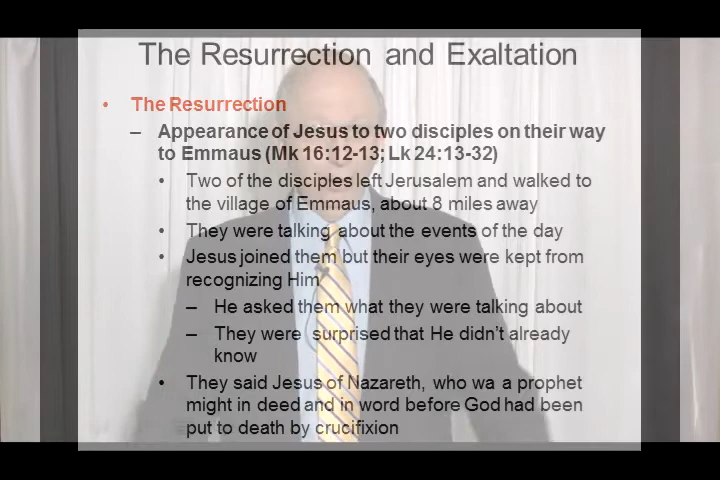 The Resurrection and Exaltation
• The Resurrection
– Appearance of Jesus to two disciples on their way
to Emmaus (Mk 16:12-13; Lk 24:13-32)
• Two of the disciples left Jerusalem and walked to
the village of Emmaus, about 8 miles away
• They were talking about the events of the day
• Jesus joined them but their eyes were kept from
recognizing Him
– He asked them what they were talking about
– They were surprised that He didn't already
know
• They said Jesus of Nazareth, who wa a prophet
might in deed and in word before God had been
put to death by crucifixion